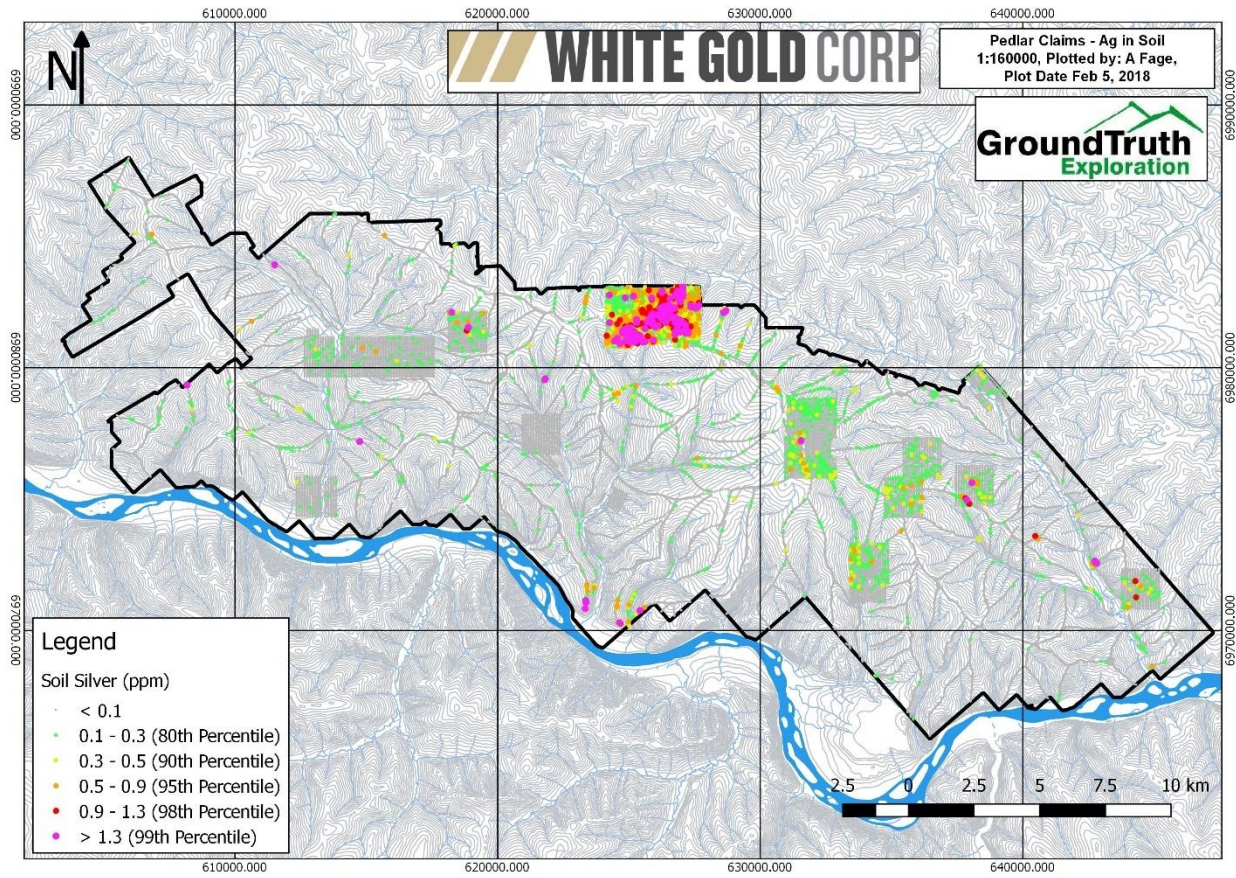 610000.000
620000.000
630000.000
640000.000
N
WHITE GOLD CORP
Pedlar Claims - Ag in Soil
1:160000, Plotted by: A Fage,
Plot Date Feb 5, 2018
GroundTruth
Exploration
6990000.000
6990000.000
6980000.000
6980000.000
6970000.000
6970000.000
Legend
Soil Silver (ppm)
< 0.1
0.1 - 0.3 (80th Percentile)
0.3 - 0.5 (90th Percentile)
0.5 - 0.9 (95th Percentile)
0.9 - 1.3 (98th Percentile)
> 1.3 (99th Percentile)
2.5 0 2.5 5 7.5 10 km
610000.000
620000.000
630000.000
640000.000